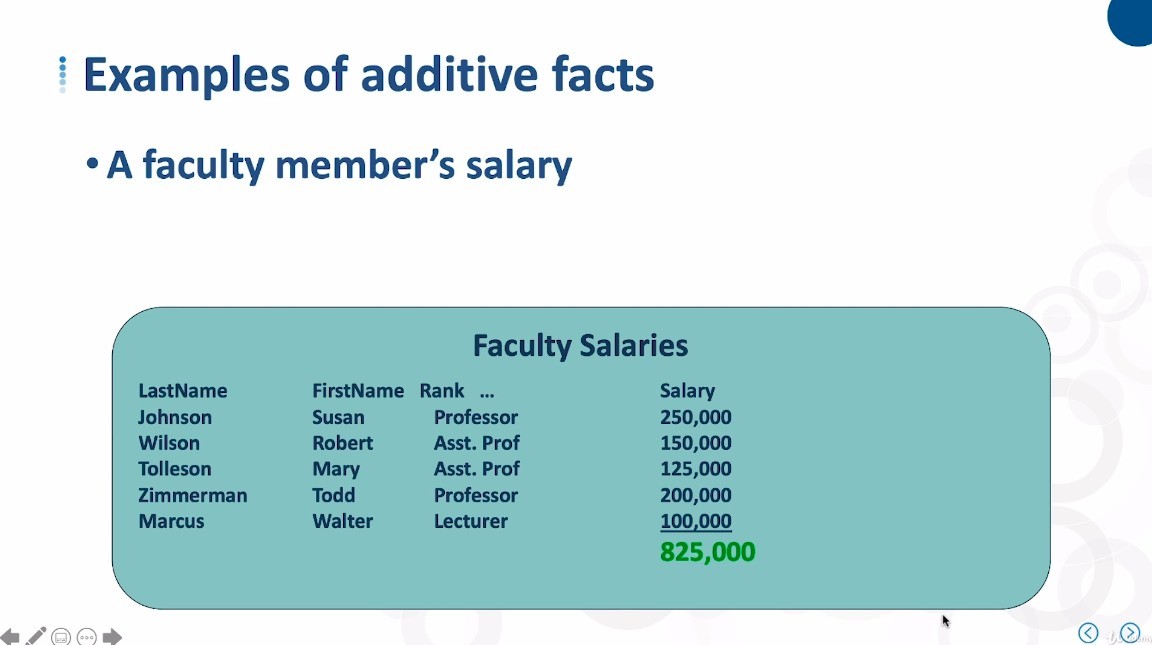 Examples of additive facts
• A faculty member's salary
Faculty Salaries
LastName FirstName Rank ... Salary
Johnson Susan Professor 250,000
Wilson Robert Asst. Prof 150,000
Tolleson Mary Asst. Prof 125,000
Zimmerman Todd Professor 200,000
Marcus Walter Lecturer 100,000
825,000